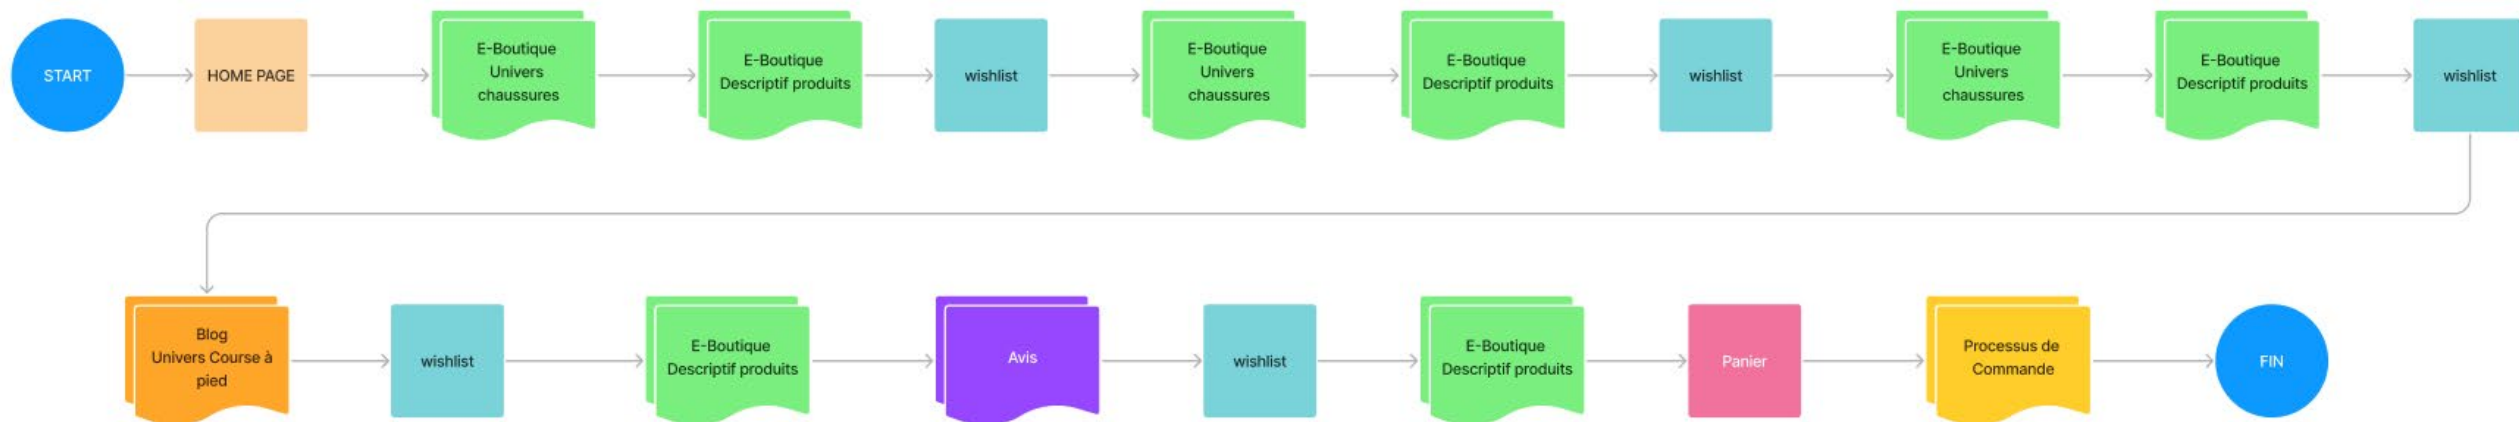 START
HOME PAGE
E-Boutique
Univers
chaussures
E-Boutique
Descriptif produits
wishlist
E-Boutique
Univers
chaussures
E-Boutique
Descriptif produits
wishlist
E-Boutique
Univers
chaussures
E-Boutique
Descriptif produits
wishlist
Blog
Univers Course à
pied
wishlist
E-Boutique
Descriptif produits
Avis
wishlist
E-Boutique
Descriptif produits
Panier
Processus de
Commande
FIN